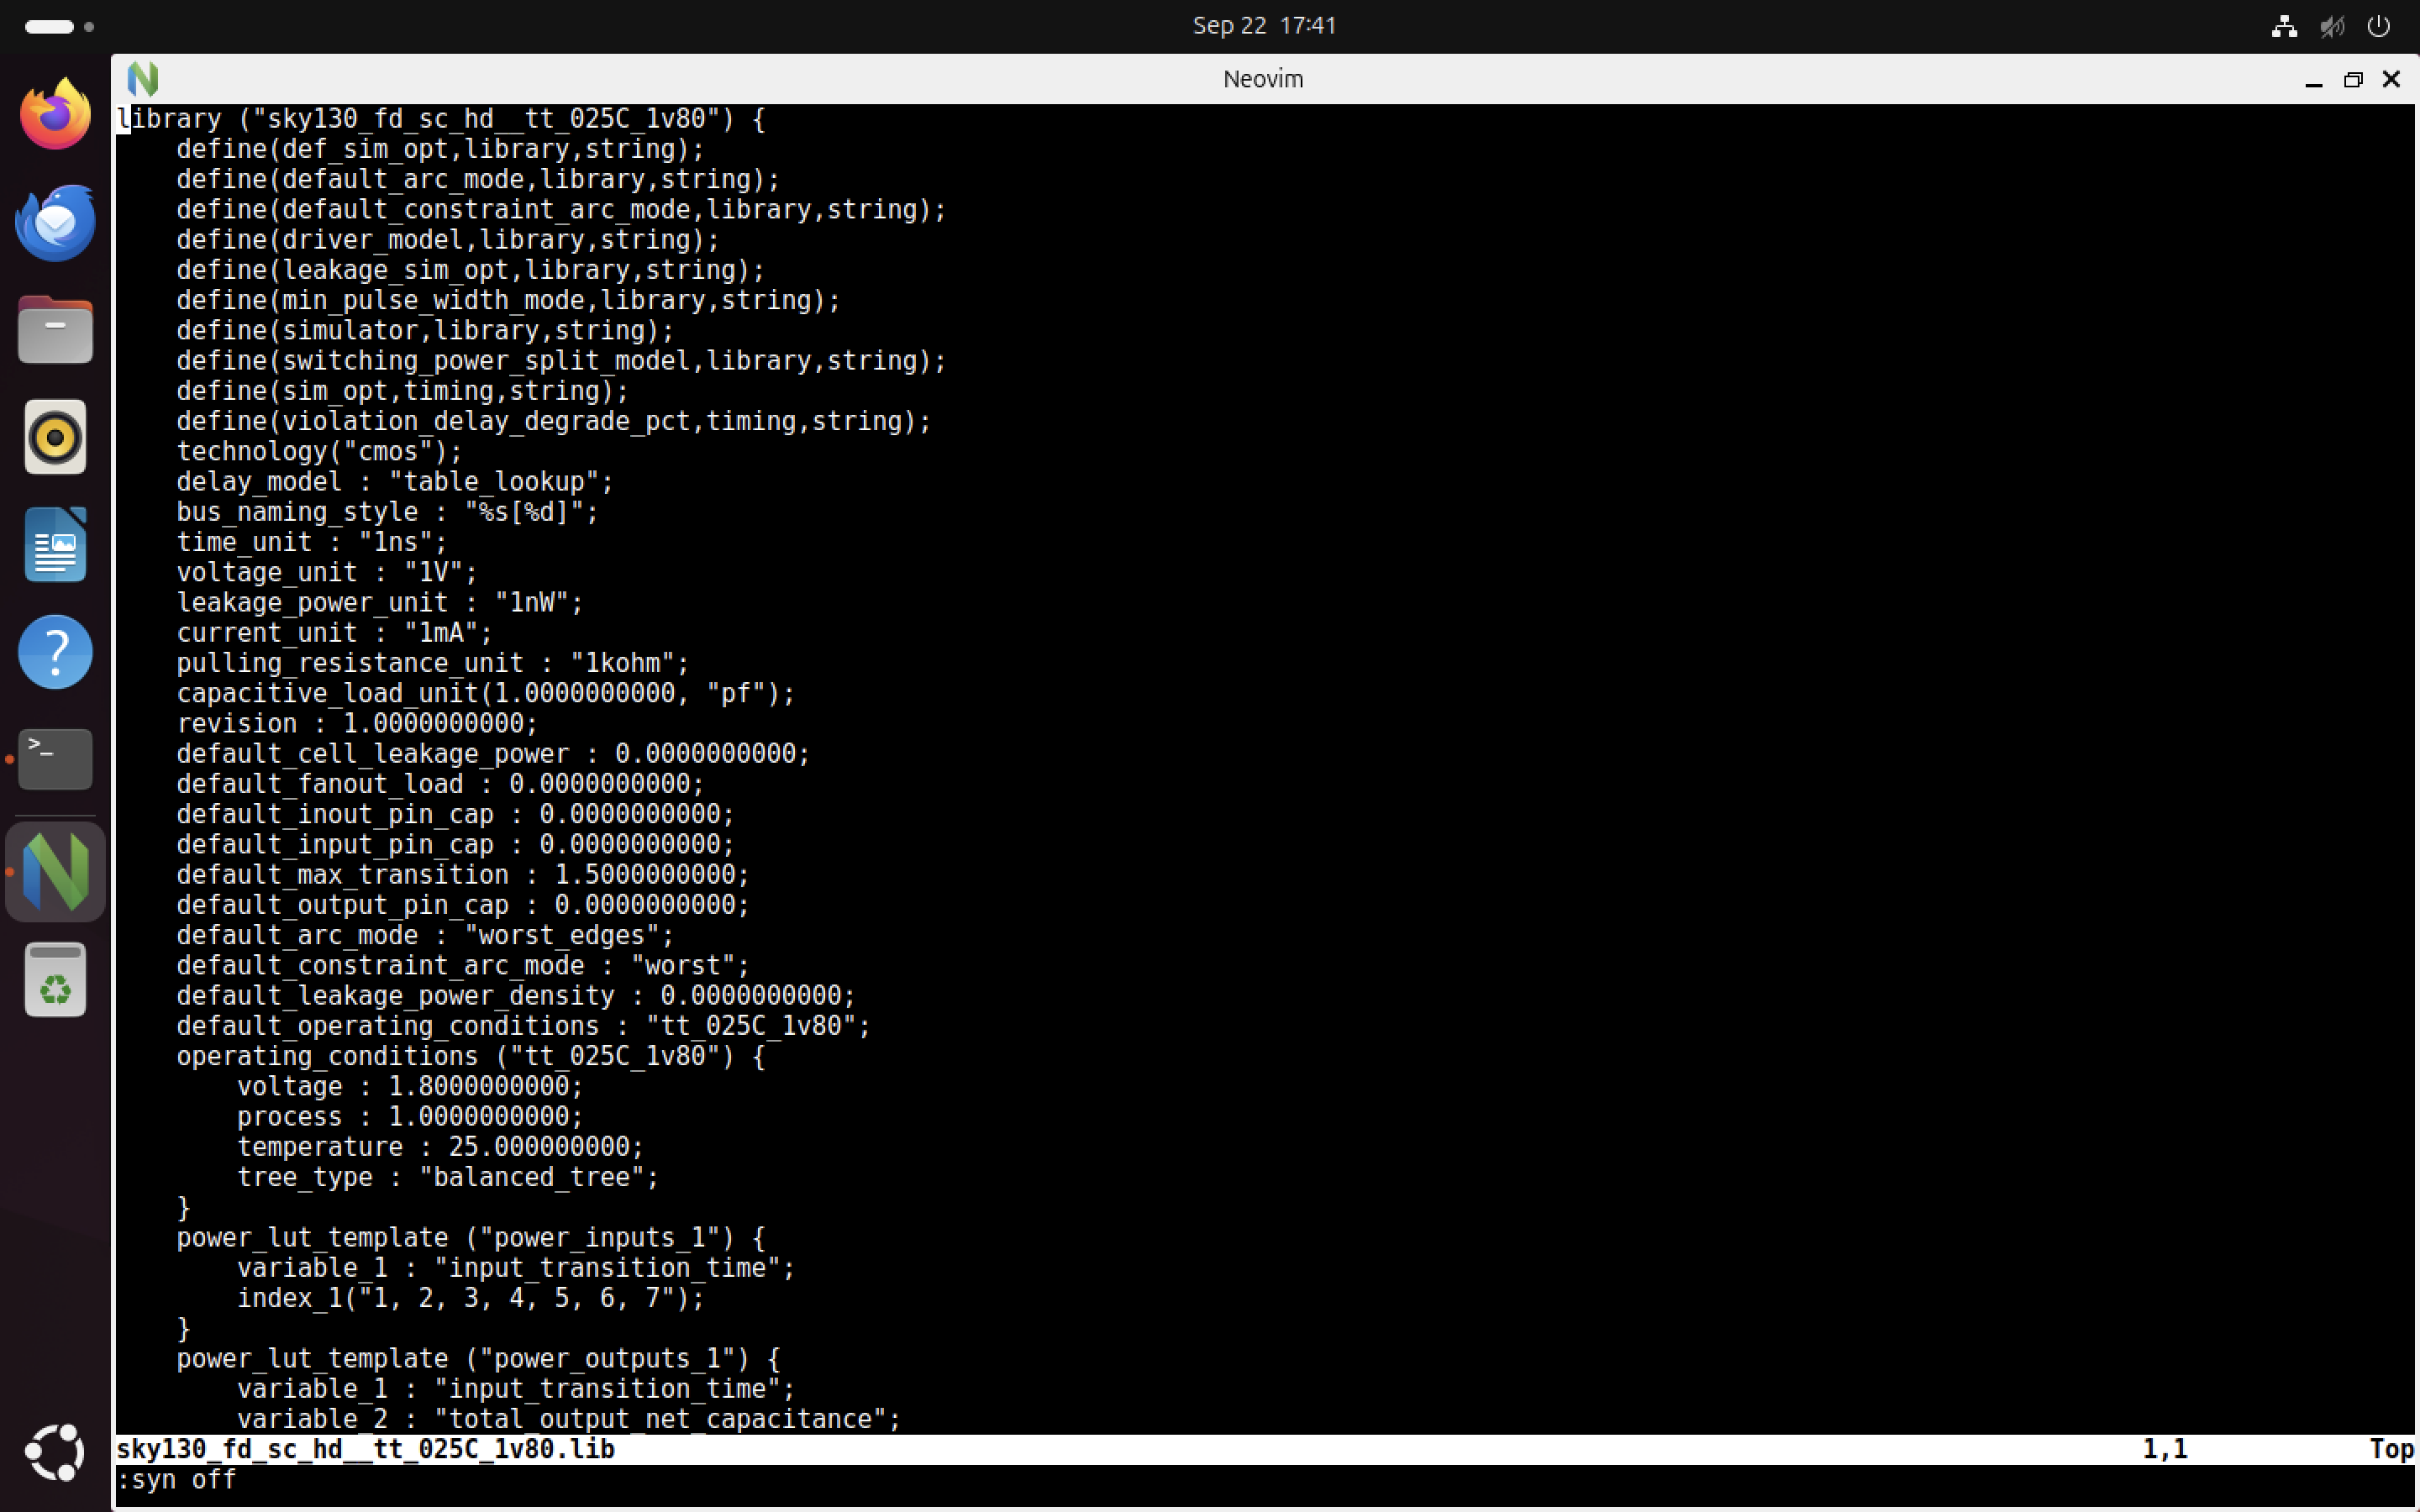 Sep 22 17:41
Neovim
library ("sky130_fd_sc_hd__tt_025C_1v80") {
    define(def_sim_opt,library,string);
    define(default_arc_mode,library,string);
    define(default_constraint_arc_mode,library,string);
    define(driver_model,library,string);
    define(leakage_sim_opt,library,string);
    define(min_pulse_width_mode,library,string);
    define(simulator,library,string);
    define(switching_power_split_model,library,string);
    define(sim_opt,timing,string);
    define(violation_delay_degrade_pct,timing,string);
    technology("cmos");
    delay_model : "table_lookup";
    bus_naming_style : "%s[%d]";
    time_unit : "1ns";
    voltage_unit : "1V";
    leakage_power_unit : "1nW";
    current_unit : "1mA";
    pulling_resistance_unit : "1kohm";
    capacitive_load_unit(1.0000000000, "pf");
    revision : 1.0000000000;
    default_cell_leakage_power : 0.0000000000;
    default_fanout_load : 0.0000000000;
    default_inout_pin_cap : 0.0000000000;
    default_input_pin_cap : 0.0000000000;
    default_max_transition : 1.5000000000;
    default_output_pin_cap : 0.0000000000;
    default_arc_mode : "worst_edges";
    default_constraint_arc_mode : "worst";
    default_leakage_power_density : 0.0000000000;
    default_operating_conditions : "tt_025C_1v80";
    operating_conditions ("tt_025C_1v80") {
        voltage : 1.8000000000;
        process : 1.0000000000;
        temperature : 25.000000000;
        tree_type : "balanced_tree";
    }
    power_lut_template ("power_inputs_1") {
        variable_1 : "input_transition_time";
        index_1("1, 2, 3, 4, 5, 6, 7");
    }
    power_lut_template ("power_outputs_1") {
        variable_1 : "input_transition_time";
        variable_2 : "total_output_net_capacitance";
sky130_fd_sc_hd__tt_025C_1v80.lib 1,1 Top
:syn off